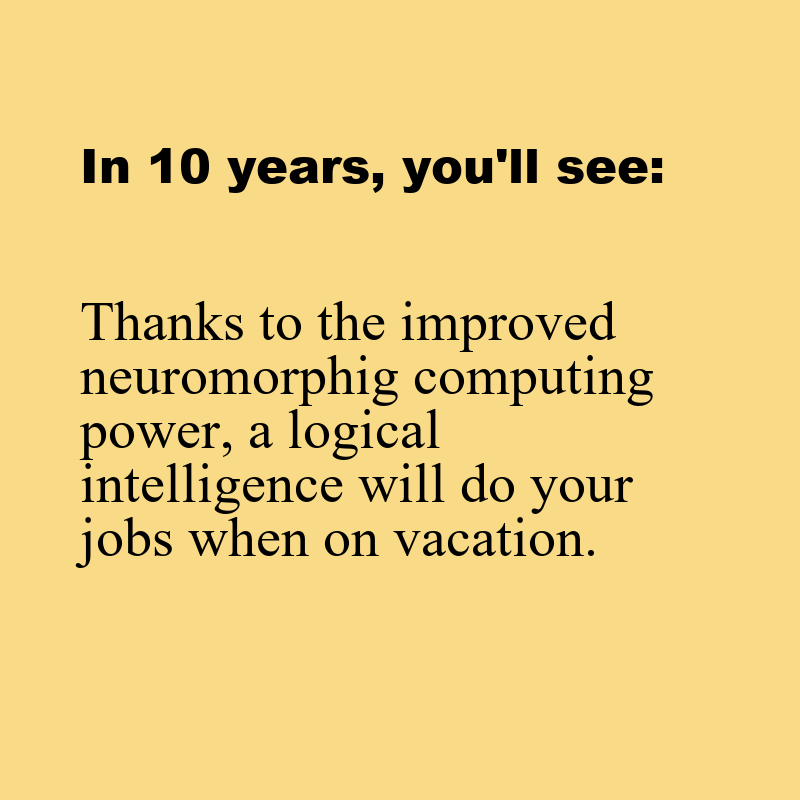 In 10 years, you'll see:
Thanks to the improved
neuromorphig computing
power, a logical
intelligence will do your
jobs when on vacation.